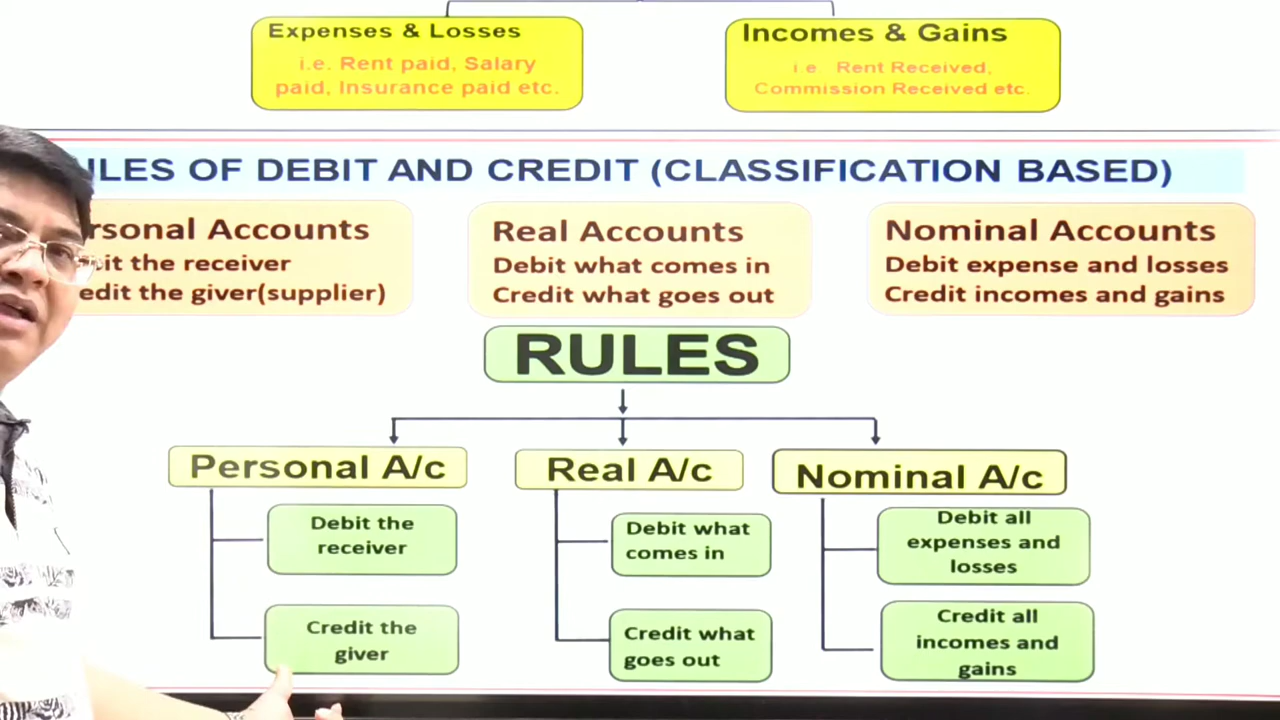 Expenses & Losses
i.e. Rent paid, Salary
paid, Insurance paid etc.
Incomes & Gains
i e Rent Received,
Commission Received etc.
OF DEBIT AND CREDIT (CLASSIFICATION BASED)
Accounts
the receiver
the giver(supplier)
Real Accounts
Debit what comes in
Credit what goes out
Nominal Accounts
Debit expense and losses
Credit incomes and gains
RULES
Personal A/c
Debit the
receiver
Credit the
giver
Real A/c
Debit what
comes in
Credit what
goes out
Nominal A/c
Debit all
expenses and
losses
Credit all
incomes and
gains